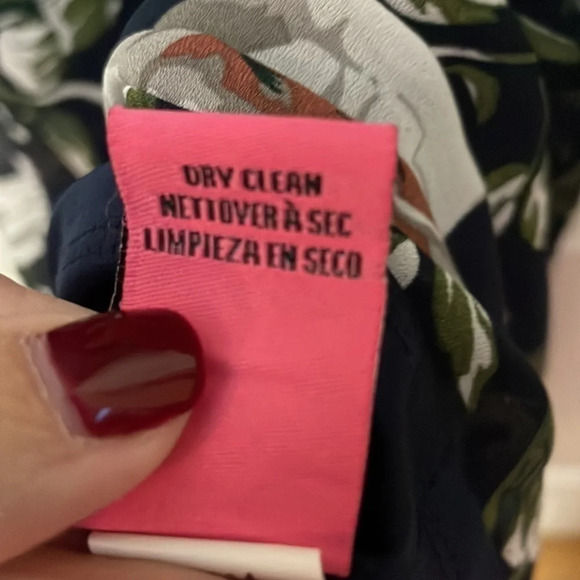 DRY CLEAN
NETTOYER À SEC
LIMPIEZA EN SECO